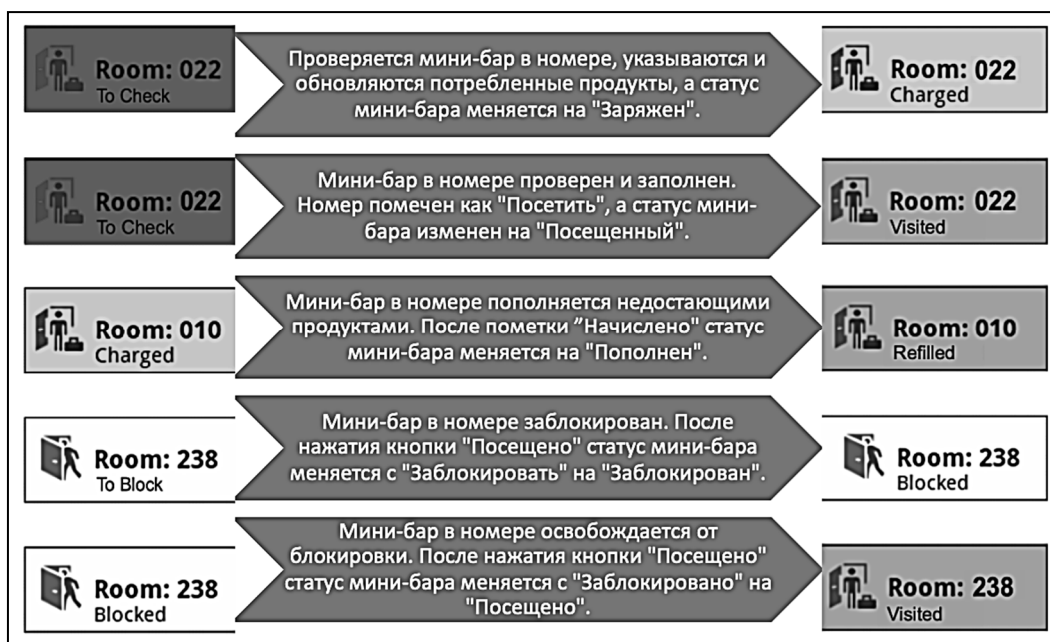 Room: 022
To Check
Проверяется мини-бар в номере, указываются и
обновляются потребленные продукты, а статус
мини-бара меняется на "Заряжен".
Room: 022
Charged
Room: 022
To Check
Мини-бар в номере проверен и заполнен.
Номер помечен как "Посетить", а статус мини-
бара изменен на "Посещенный".
Room: 022
Visited
Room: 010
Charged
Мини-бар в номере пополняется недостающими
продуктами. После пометки ”Начислено" статус
мини-бара меняется на "Пополнен".
Room: 010
Refilled
Room: 238
To Block
Мини-бар в номере заблокирован. После
нажатия кнопки "Посещено" статус мини-бара
меняется с "Заблокировать" на "Заблокирован".
Room: 238
Blocked
Room: 238
Blocked
Мини-бар в номере освобождается от
блокировки. После нажатия кнопки "Посещено"
статус мини-бара меняется с "Заблокировано" на
"Посещено".
Room: 238
Visited